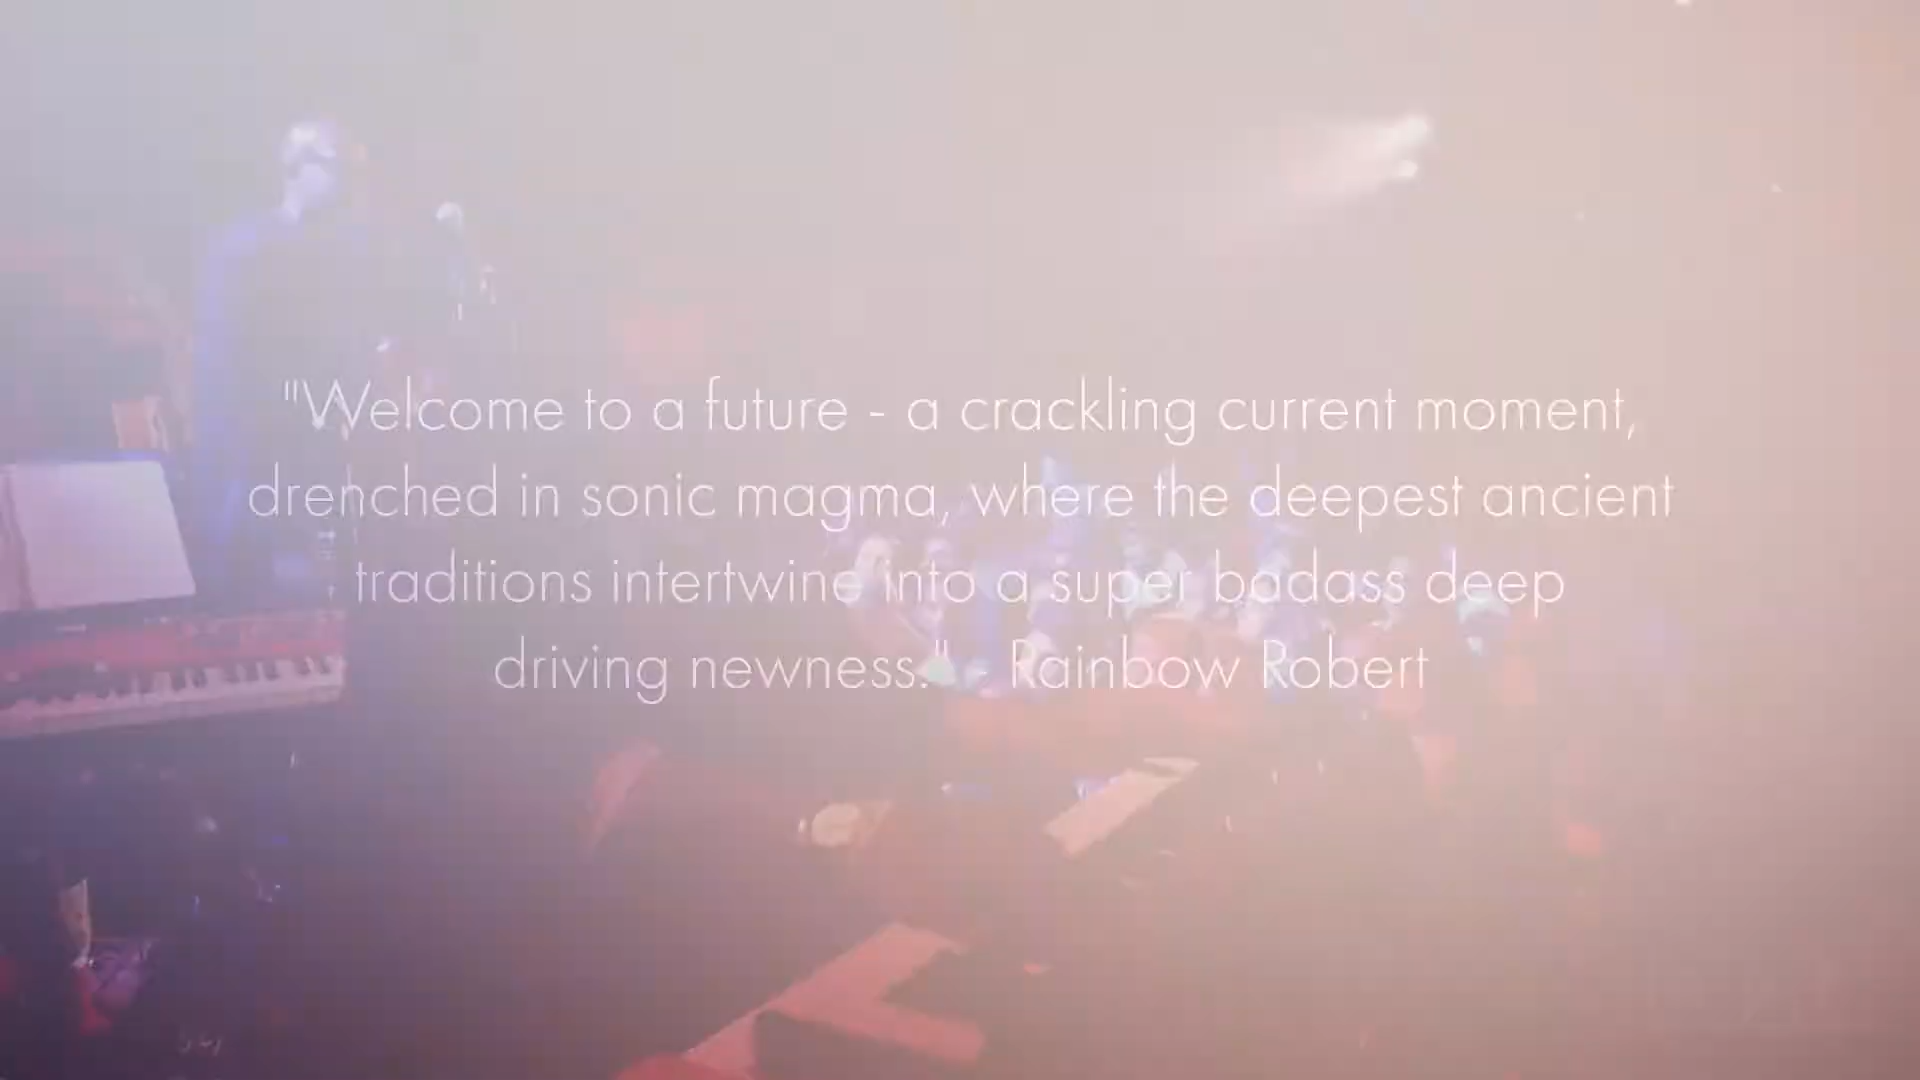 "Welcome to a future - a crackling current moment,
drenched in sonic magma, where the deepest ancient
traditions intertwine into a super badass deep
driving newness." - Rainbow Robert